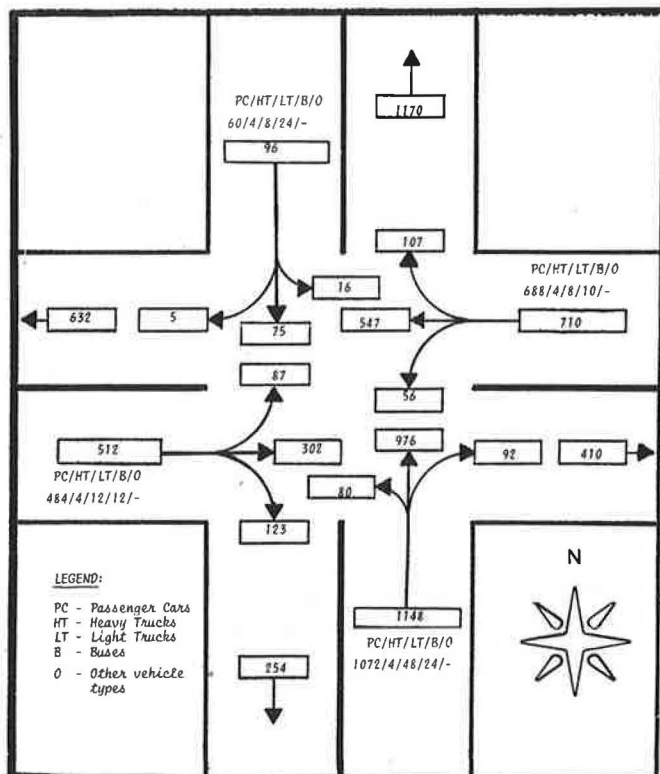 1170
PC/HT/LT/B/O
60/4/8/24/-
96
107
PC/HT/LT/B/O
688/4/8/10/-
16
632
5
547
710
75
87
56
976
512
302
92
410
PC/HT/LT/B/O
484/4/12/12/-
80
123
N
LEGEND:
PC - Passenger Cars
HT - Heavy Trucks
LT - Light Trucks
B - Buses
O - Other vehicle
types
1148
PC/HT/LT/B/O
1072/4/48/24/-
254